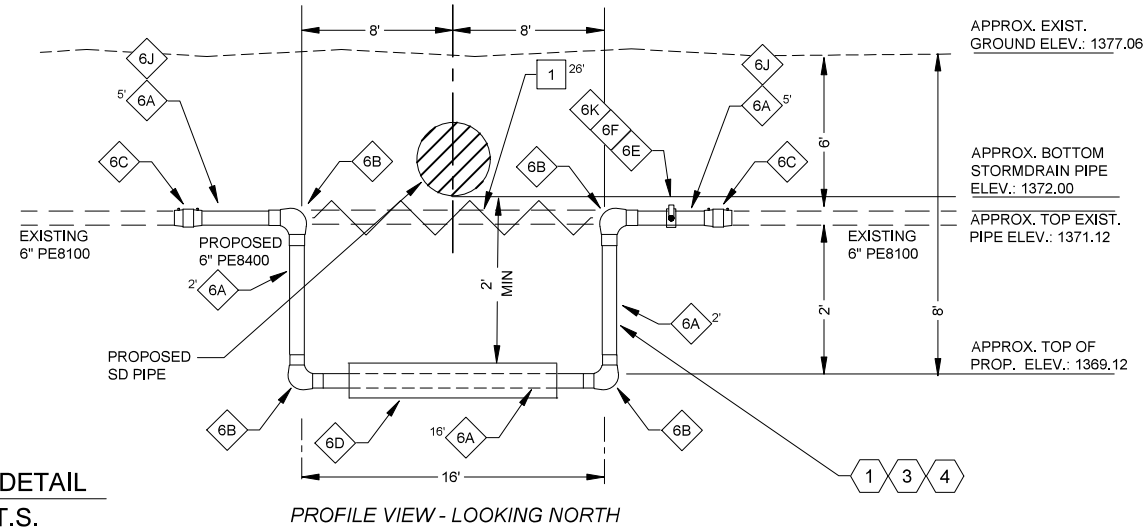 8'
8'
APPROX. EXIST.
GROUND ELEV.: 1377.06
6J
5'
6A
1
26'
6J
6A
5'
6K
6F
6E
6C
6B
6B
6C
6'
APPROX. BOTTOM
STORMDRAIN PIPE
ELEV.: 1372.00
EXISTING
6" PE8100
PROPOSED
6" PE8400
EXISTING
6" PE8100
APPROX. TOP EXIST.
PIPE ELEV.: 1371.12
2'
6A
2'
MIN
6A
2'
2'
8'
PROPOSED
SD PIPE
APPROX. TOP OF
PROP. ELEV.: 1369.12
6B
6D
16'
6A
6B
16'
1
3
4
DETAIL
T.S.
PROFILE VIEW - LOOKING NORTH